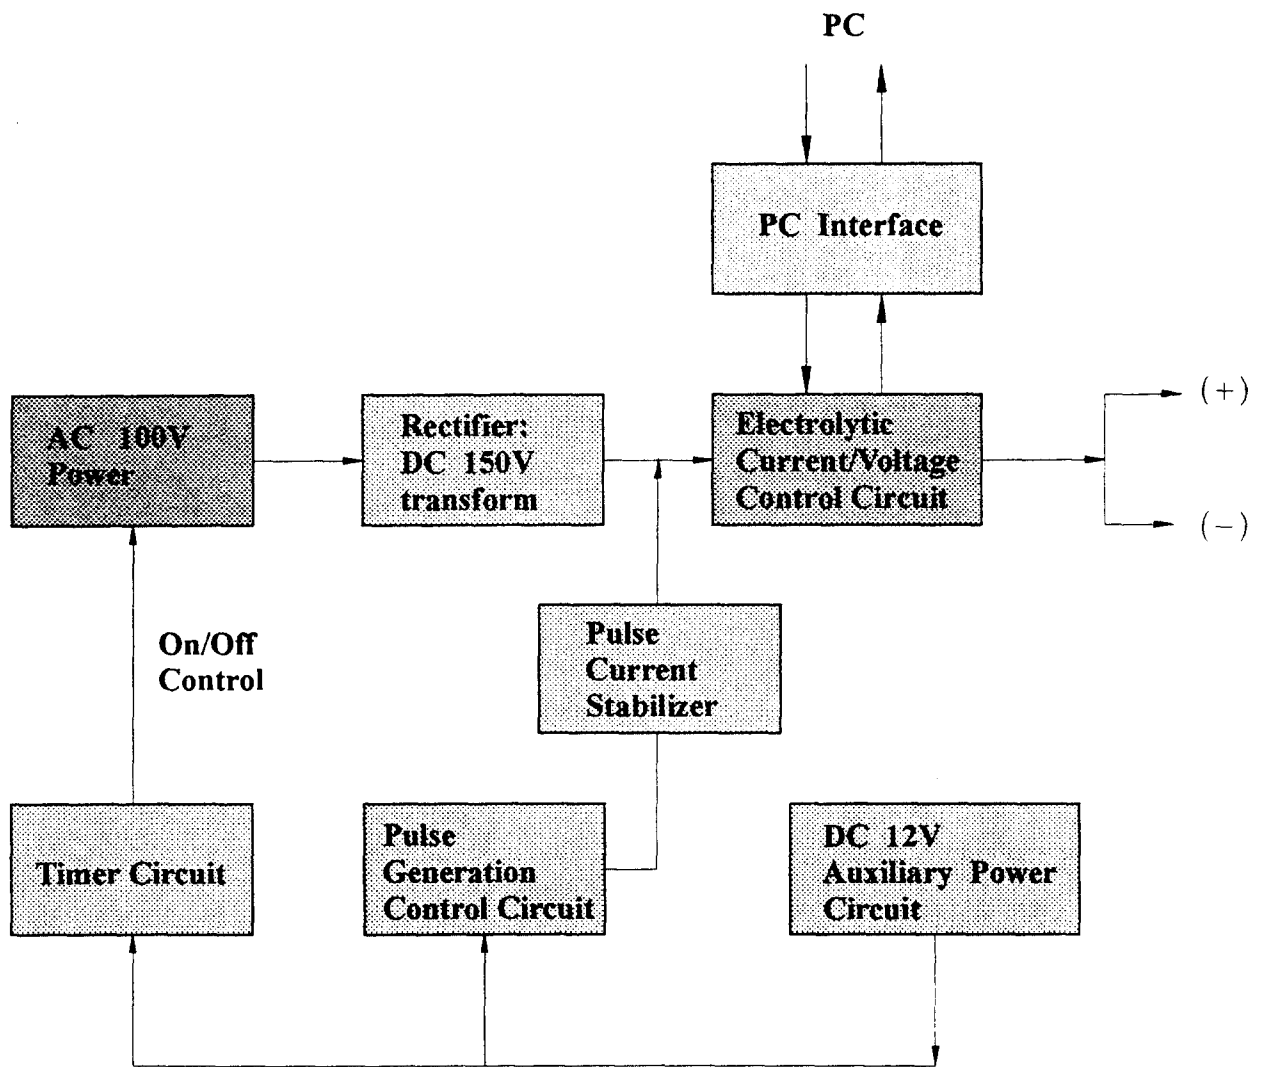 PC
PC Interface
AC 100V
Power
Rectifier:
DC 150V
transform
Electrolytic
Current/Voltage
Control Circuit
(+)
(−)
On/Off
Control
Pulse
Current
Stabilizer
Timer Circuit
Pulse
Generation
Control Circuit
DC 12V
Auxiliary Power
Circuit